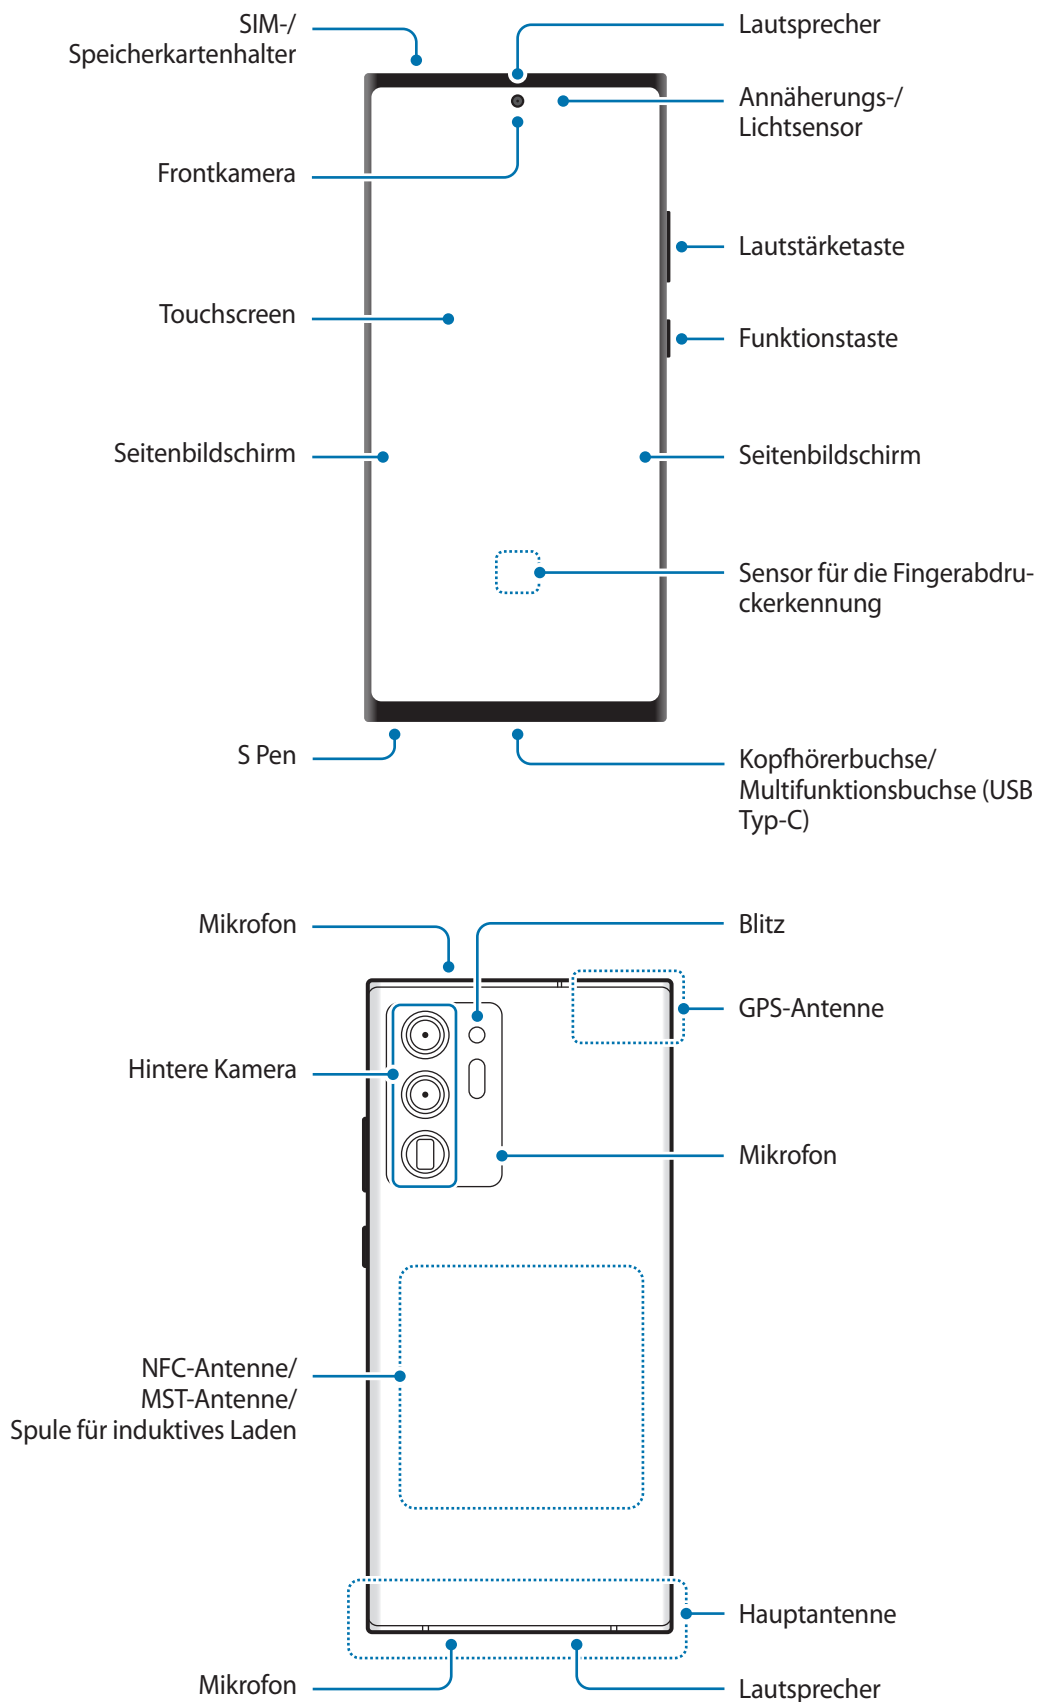 SIM-/
Speicherkartenhalter
Lautsprecher
Annäherungs-/
Lichtsensor
Frontkamera
Lautstärketaste
Touchscreen
Funktionstaste
Seitenbildschirm
Seitenbildschirm
Sensor für die Fingerabdru-
ckerkennung
S Pen
Kopfhörerbuchse/
Multifunktionsbuchse (USB
Typ-C)
Mikrofon
Blitz
GPS-Antenne
Hintere Kamera
Mikrofon
NFC-Antenne/
MST-Antenne/
Spule für induktives Laden
Hauptantenne
Mikrofon
Lautsprecher